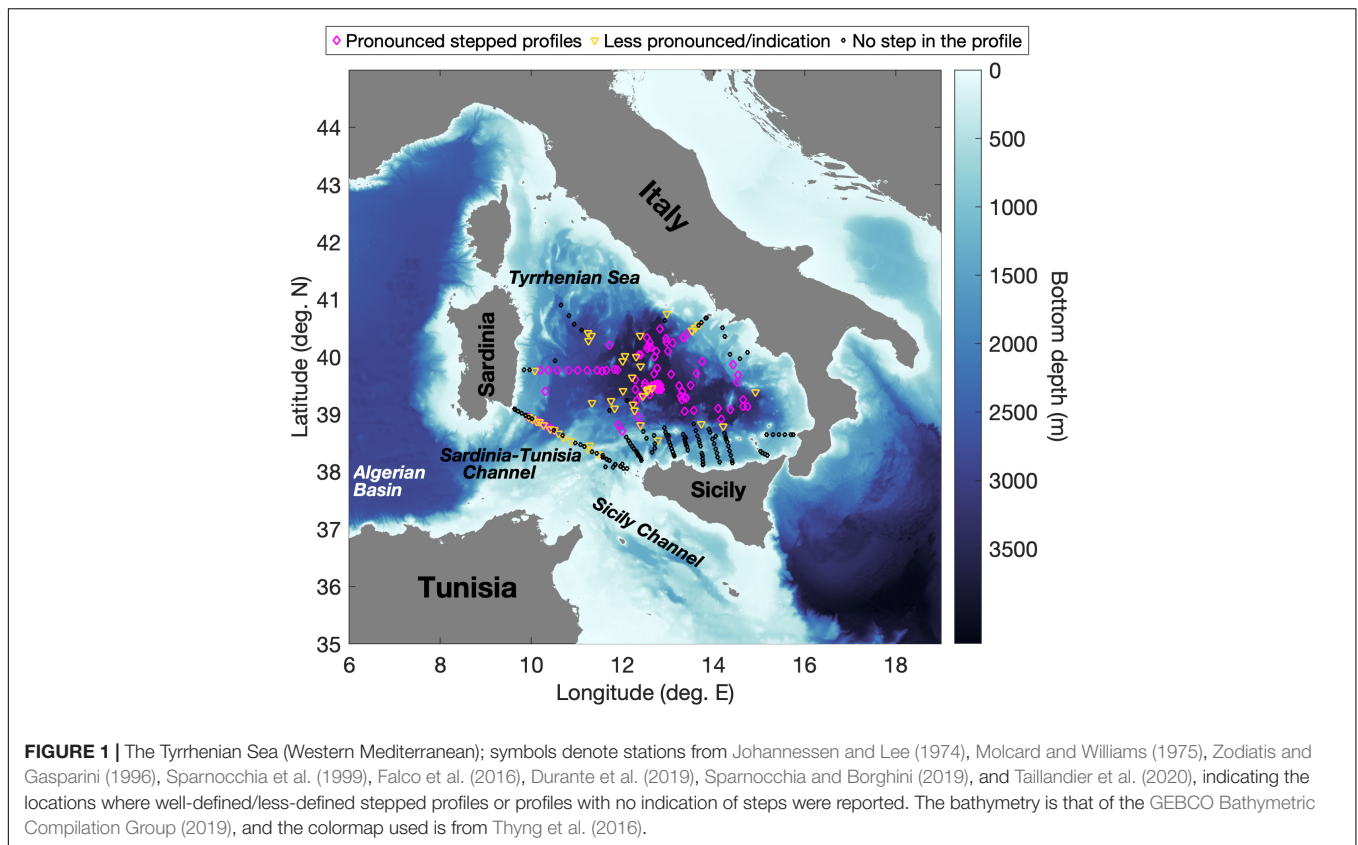 Pronounced stepped profiles Less pronounced/indication No step in the profile
44
43
42
41
40
39
38
37
36
35
Latitude (deg. N)
6 8 10 12 14 16 18
Longitude (deg. E)
Italy
Tyrrhenian Sea
Sardinia
Sardinia-Tunisia
Channel
Algerian
Basin
Sicily
Sicily Channel
Tunisia
0
500
1000
1500
2000
2500
3000
3500
Bottom depth (m)
FIGURE 1 | The Tyrrhenian Sea (Western Mediterranean); symbols denote stations from Johannessen and Lee (1974), Molcard and Williams (1975), Zodiatis and
Gasparini (1996), Sparnocchia et al. (1999), Falco et al. (2016), Durante et al. (2019), Sparnocchia and Borghini (2019), and Taillandier et al. (2020), indicating the
locations where well-defined/less-defined stepped profiles or profiles with no indication of steps were reported. The bathymetry is that of the GEBCO Bathymetric
Compilation Group (2019), and the colormap used is from Thyng et al. (2016).